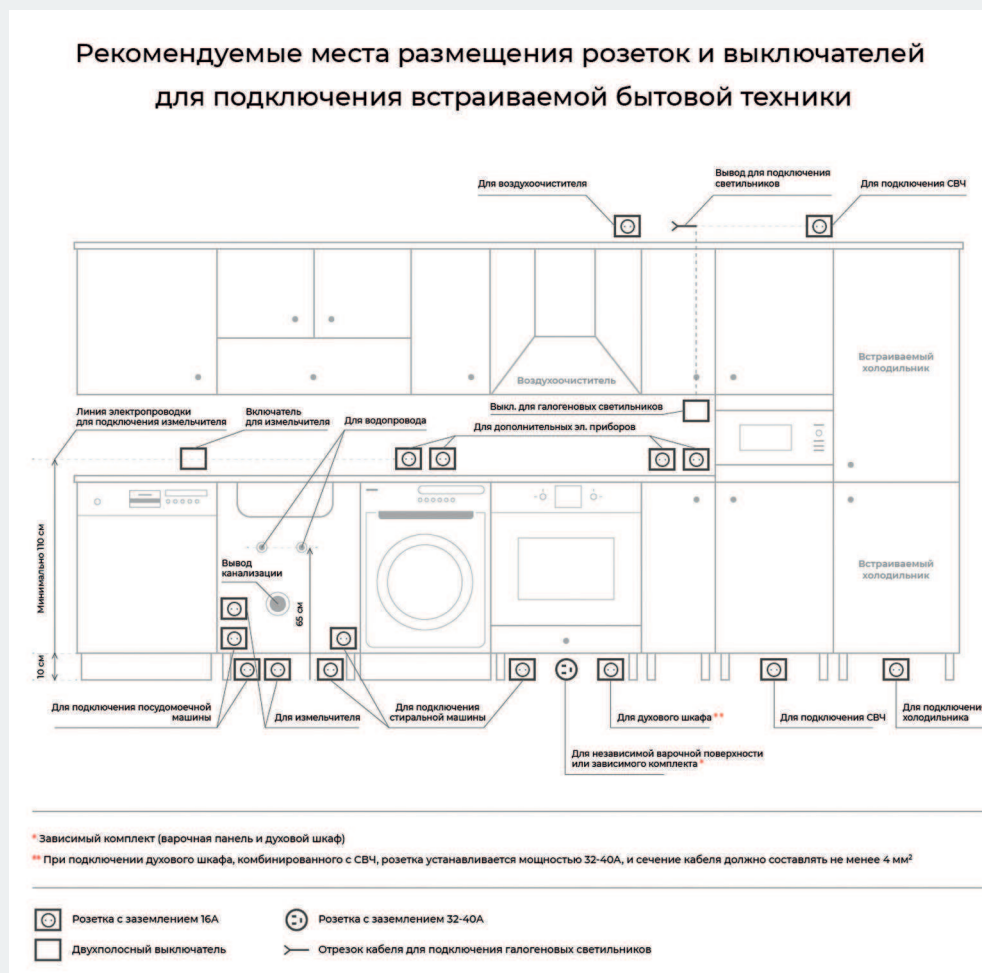 Рекомендуемые места размещения розеток и выключателей
для подключения встраиваемой бытовой техники
Для воздухоочистителя
Вывод для подключения
светильников
Для подключения СВЧ
Воздухоочиститель
Встраиваемый
холодильник
Линия электропроводки
для подключения измельчителя
Включатель
для измельчителя
Для водопровода
Выкл. для галогеновых светильников
Для дополнительных эл. приборов
Минимально 110 см
10 см
Вывод
канализации
65 см
Встраиваемый
холодильник
Для подключения посудомоечной
машины
Для измельчителя
Для подключения
стиральной машины
Для духового шкафа **
Для подключения СВЧ
Для подключени
холодильника
Для независимой варочной поверхности
или зависимого комплекта *
* Зависимый комплект (варочная панель и духовой шкаф)
** При подключении духового шкафа, комбинированного с СВЧ, розетка устанавливается мощностью 32-40А, и сечение кабеля должно составлять не менее 4 мм²
Розетка с заземлением 16А
Розетка с заземлением 32-40А
Двухполосный выключатель
Отрезок кабеля для подключения галогеновых светильников